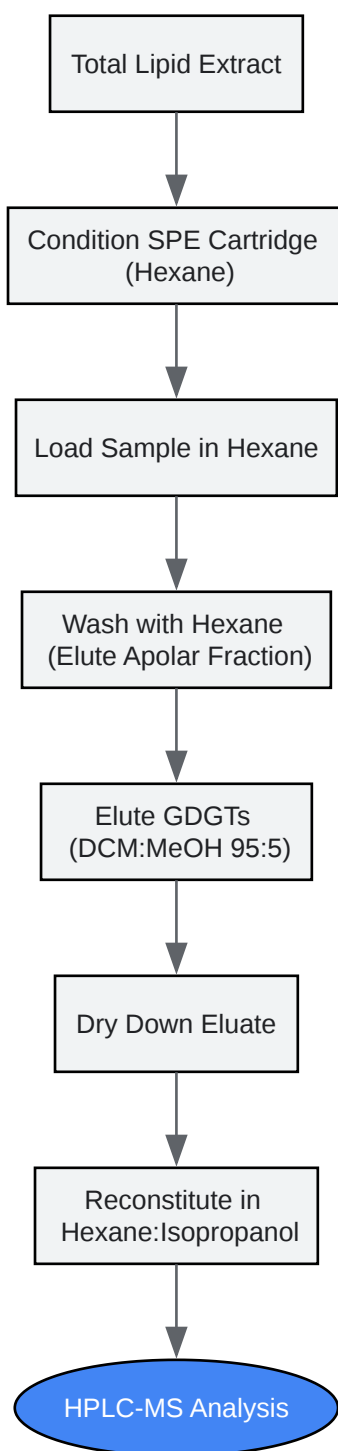 Total Lipid Extract
Condition SPE Cartridge
(Hexane)
Load Sample in Hexane
Wash with Hexane
(Elute Apolar Fraction)
Elute GDGTs
(DCM:MeOH 95:5)
Dry Down Eluate
Reconstitute in
Hexane:Isopropanol
HPLC-MS Analysis